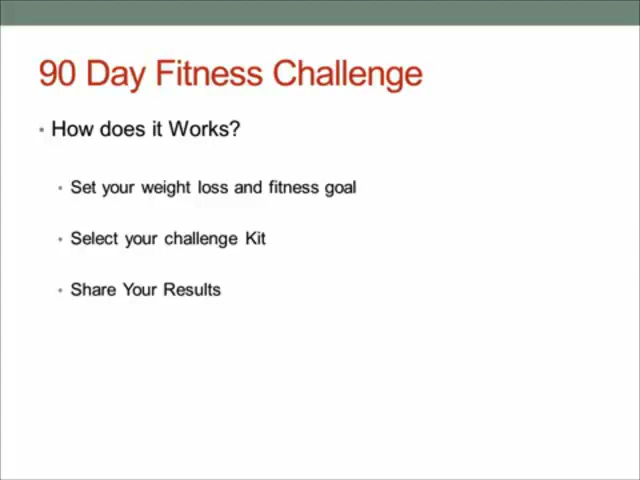 90 Day Fitness Challenge
• How does it Works?
• Set your weight loss and fitness goal
• Select your challenge Kit
• Share Your Results